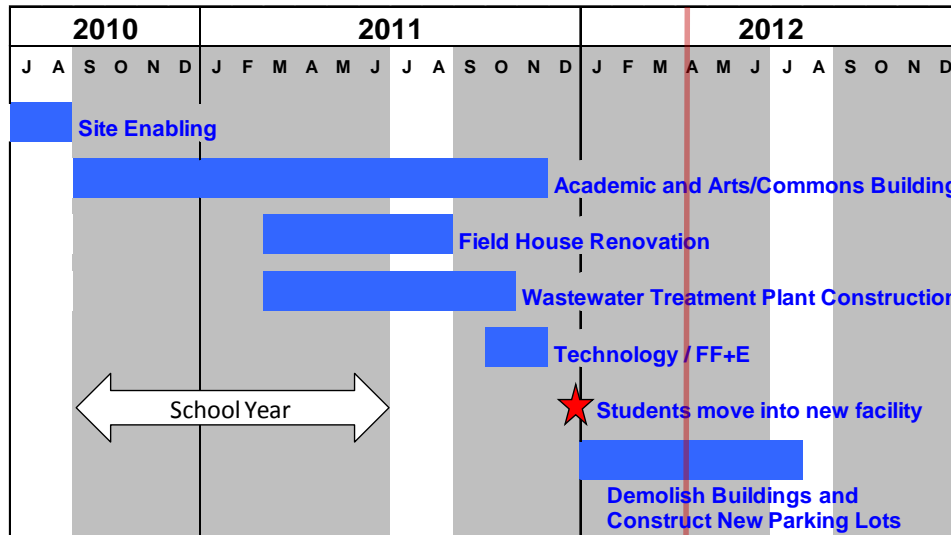 2010 2011 2012
J A S O N D J F M A M J J A S O N D J F M A M J J A S O N D
Site Enabling
Academic and Arts/Commons Building
Field House Renovation
Wastewater Treatment Plant Construction
Technology / FF+E
School Year
Students move into new facility
Demolish Buildings and
Construct New Parking Lots